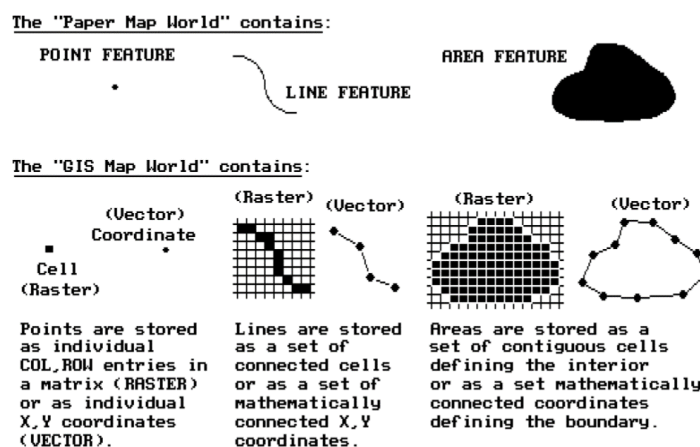 The "Paper Map World" contains:
POINT FEATURE
LINE FEATURE
AREA FEATURE
The "GIS Map World" contains:
(Vector)
Coordinate
Cell
(Raster)
(Raster)
(Vector)
(Raster)
(Vector)
Points are stored
as individual
COL,ROW entries in
a matrix (RASTER)
or as individual
X,Y coordinates
(VECTOR).
Lines are stored
as a set of
connected cells
or as a set of
mathematically
connected X,Y
coordinates.
Areas are stored as a
set of contiguous cells
defining the interior
or as a set mathematically
connected coordinates
defining the boundary.